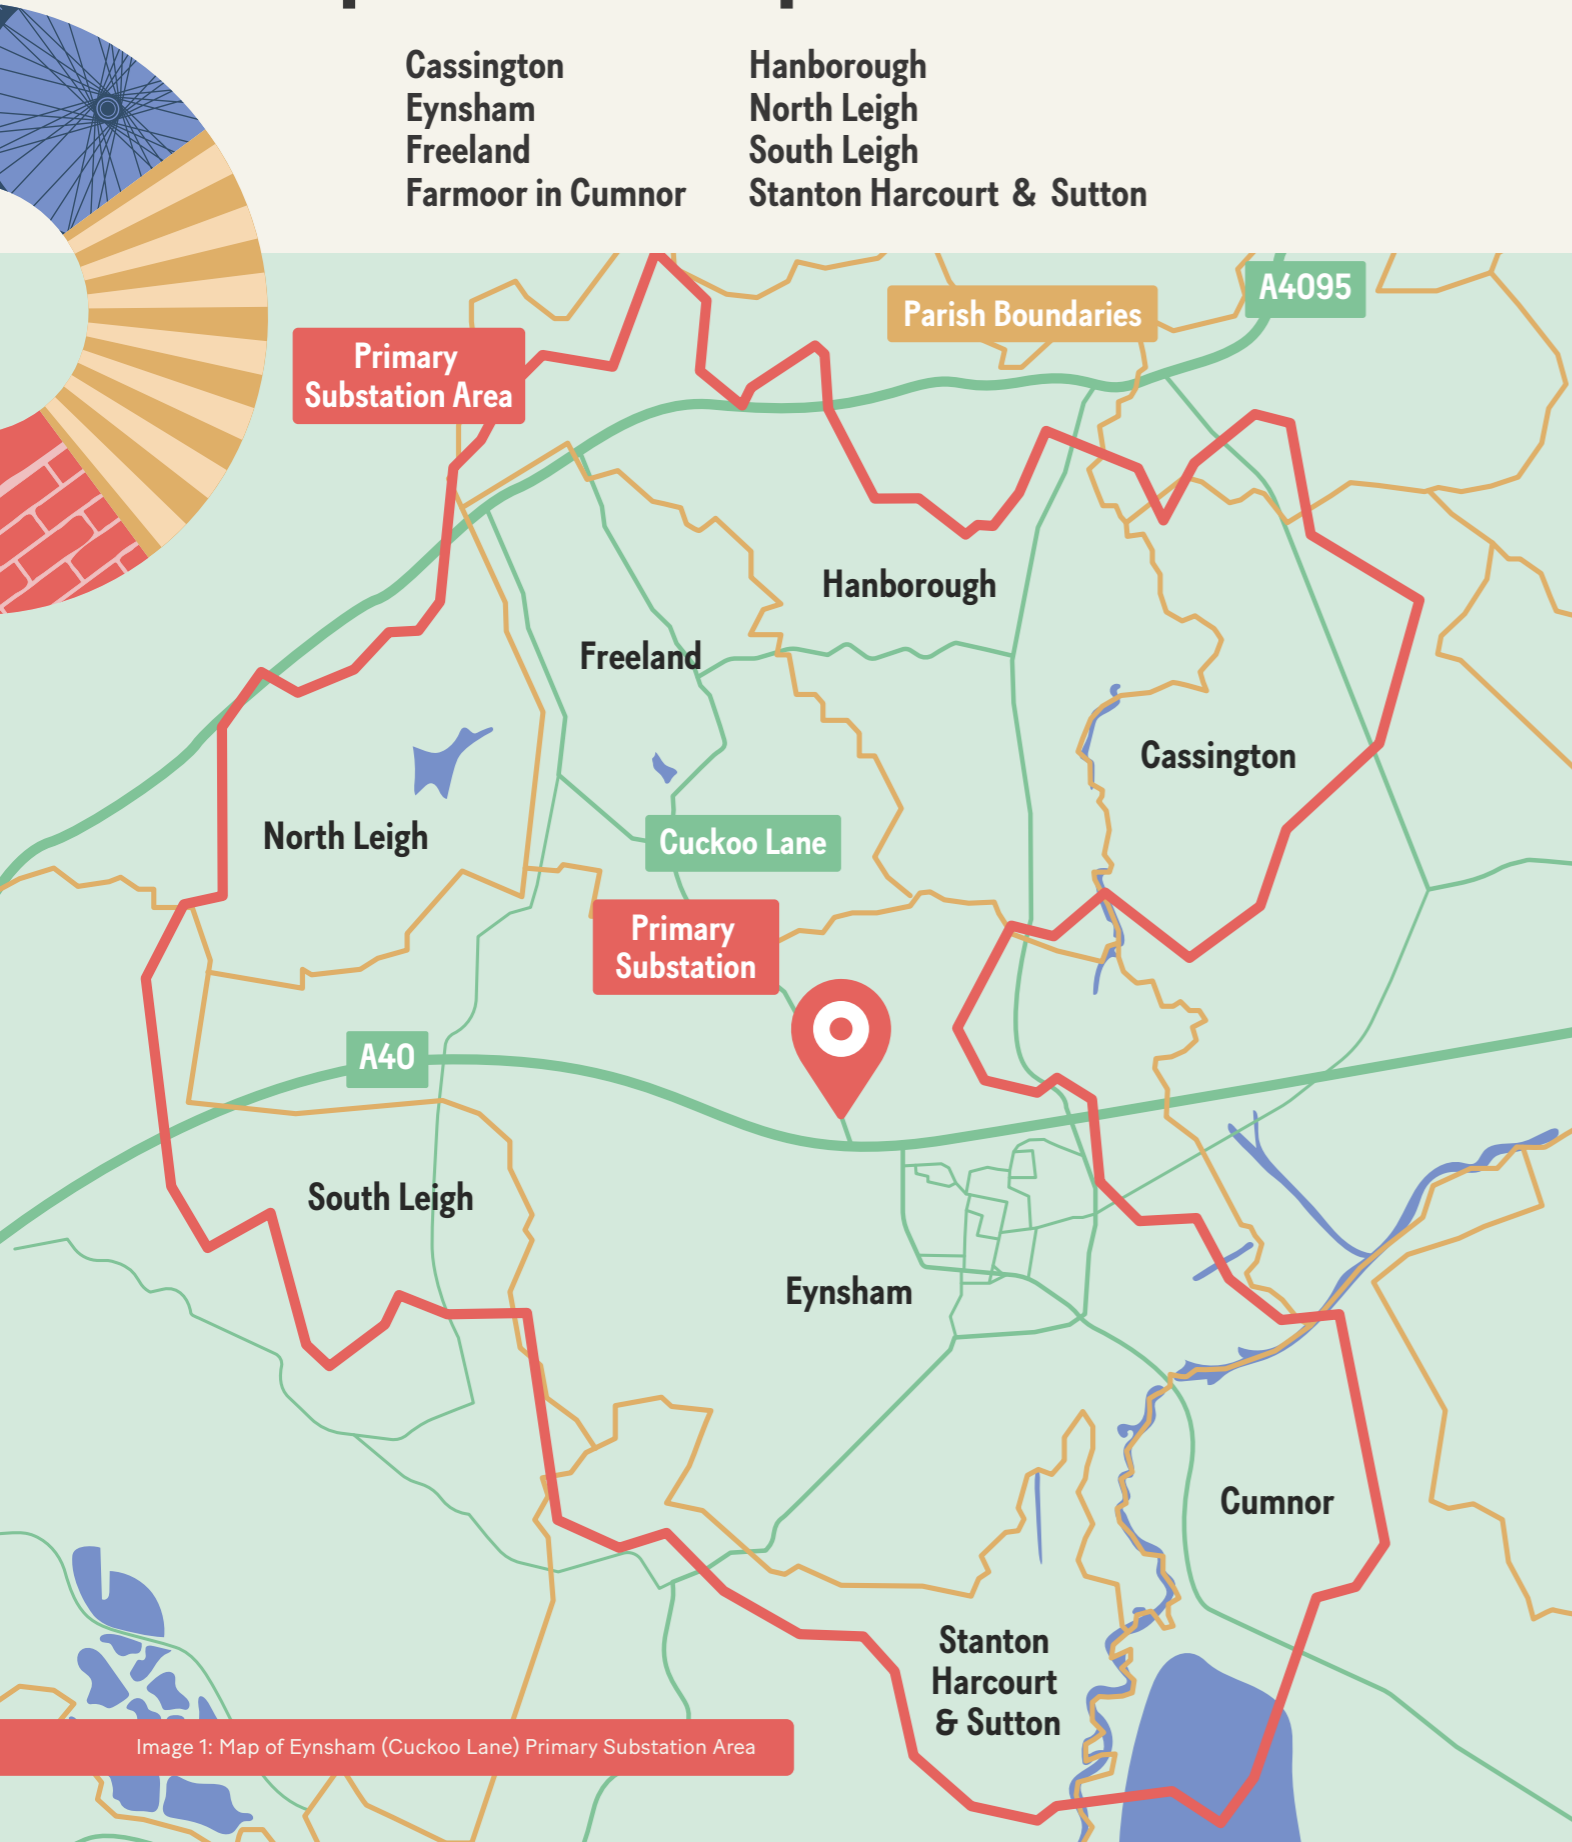 Cassington
Eynsham
Freeland
Farmoor in Cumnor
Hanborough
North Leigh
South Leigh
Stanton Harcourt & Sutton
A4095
Parish Boundaries
Primary
Substation Area
Hanborough
Freeland
Cassington
North Leigh
Cuckoo Lane
Primary
Substation
A40
South Leigh
Eynsham
Cumnor
Stanton
Harcourt
& Sutton
Image 1: Map of Eynsham (Cuckoo Lane) Primary Substation Area